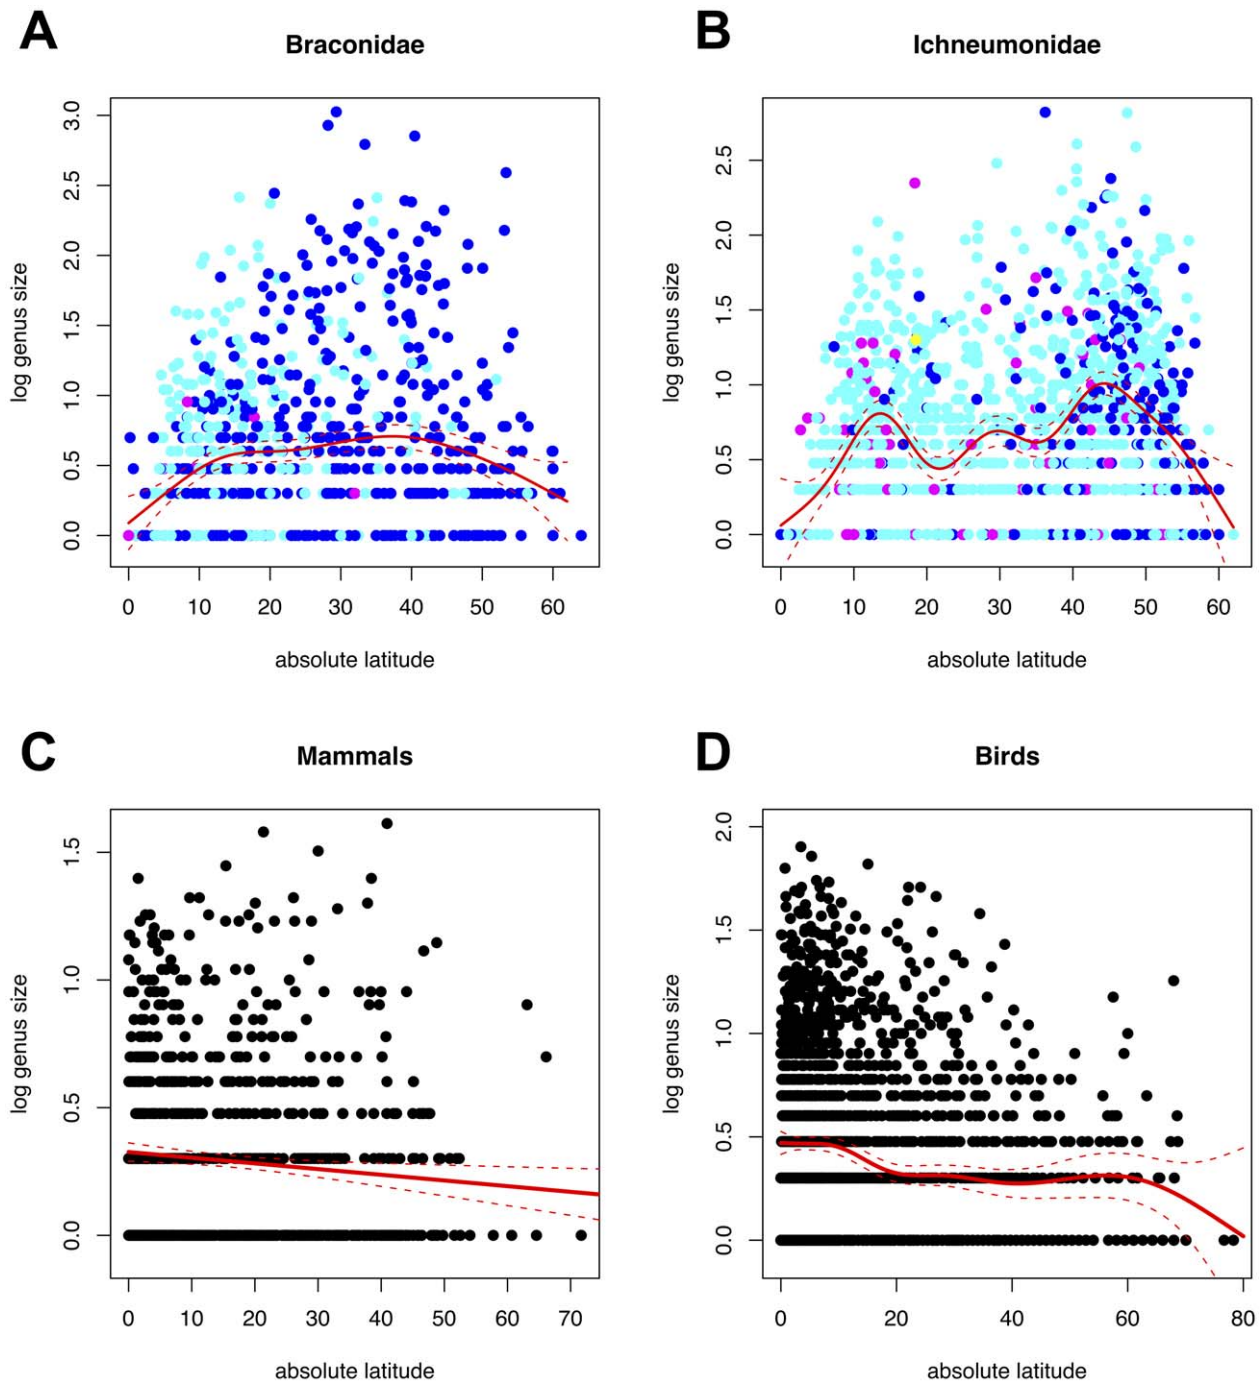 A
Braconidae
log genus size
3.0
2.5
2.0
1.5
1.0
0.5
0.0
0 10 20 30 40 50 60
absolute latitude
B
Ichneumonidae
log genus size
2.5
2.0
1.5
1.0
0.5
0.0
0 10 20 30 40 50 60
absolute latitude
C
Mammals
log genus size
1.5
1.0
0.5
0.0
0 10 20 30 40 50 60 70
absolute latitude
D
Birds
log genus size
2.0
1.5
1.0
0.5
0.0
0 20 40 60 80
absolute latitude